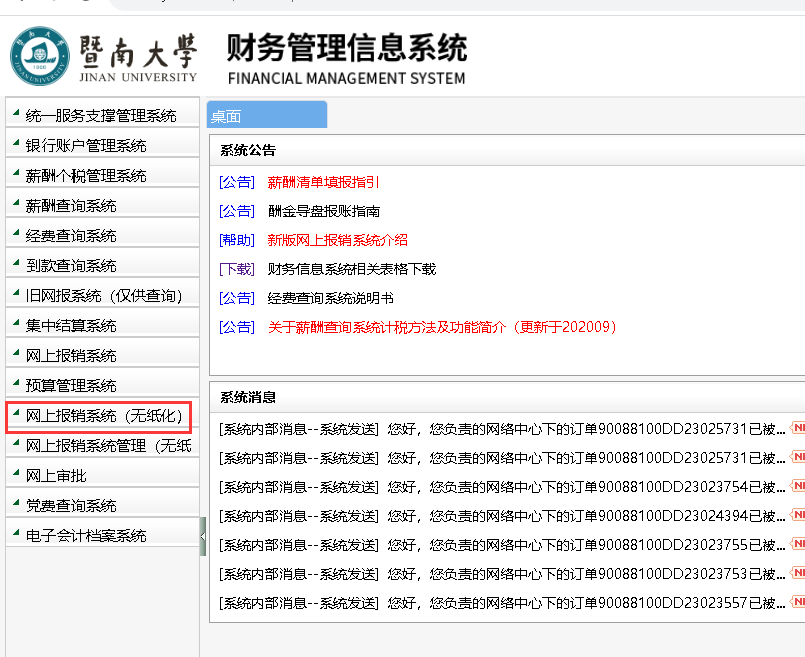 暨南大學
JINAN UNIVERSITY
财务管理信息系统
FINANCIAL MANAGEMENT SYSTEM
统一服务支撑管理系统
银行账户管理系统
薪酬个税管理系统
薪酬查询系统
经费查询系统
到款查询系统
旧网报系统（仅供查询）
集中结算系统
网上报销系统
预算管理系统
网上报销系统（无纸化）
网上报销系统管理（无纸
网上审批
党费查询系统
电子会计档案系统
桌面
系统公告
[公告] 薪酬清单填报指引
[公告] 酬金导盘报账指南
[帮助] 新版网上报销系统介绍
[下载] 财务信息系统相关表格下载
[公告] 经费查询系统说明书
[公告] 关于薪酬查询系统计税方法及功能简介（更新于202009）
系统消息
[系统内部消息--系统发送] 您好，您负责的网络中心下的订单90088100DD23025731已被...
[系统内部消息--系统发送] 您好，您负责的网络中心下的订单90088100DD23025731已被...
[系统内部消息--系统发送] 您好，您负责的网络中心下的订单90088100DD23023754已被...
[系统内部消息--系统发送] 您好，您负责的网络中心下的订单90088100DD23024394已被...
[系统内部消息--系统发送] 您好，您负责的网络中心下的订单90088100DD23023755已被...
[系统内部消息--系统发送] 您好，您负责的网络中心下的订单90088100DD23023753已被...
[系统内部消息--系统发送] 您好，您负责的网络中心下的订单90088100DD23023557已被...